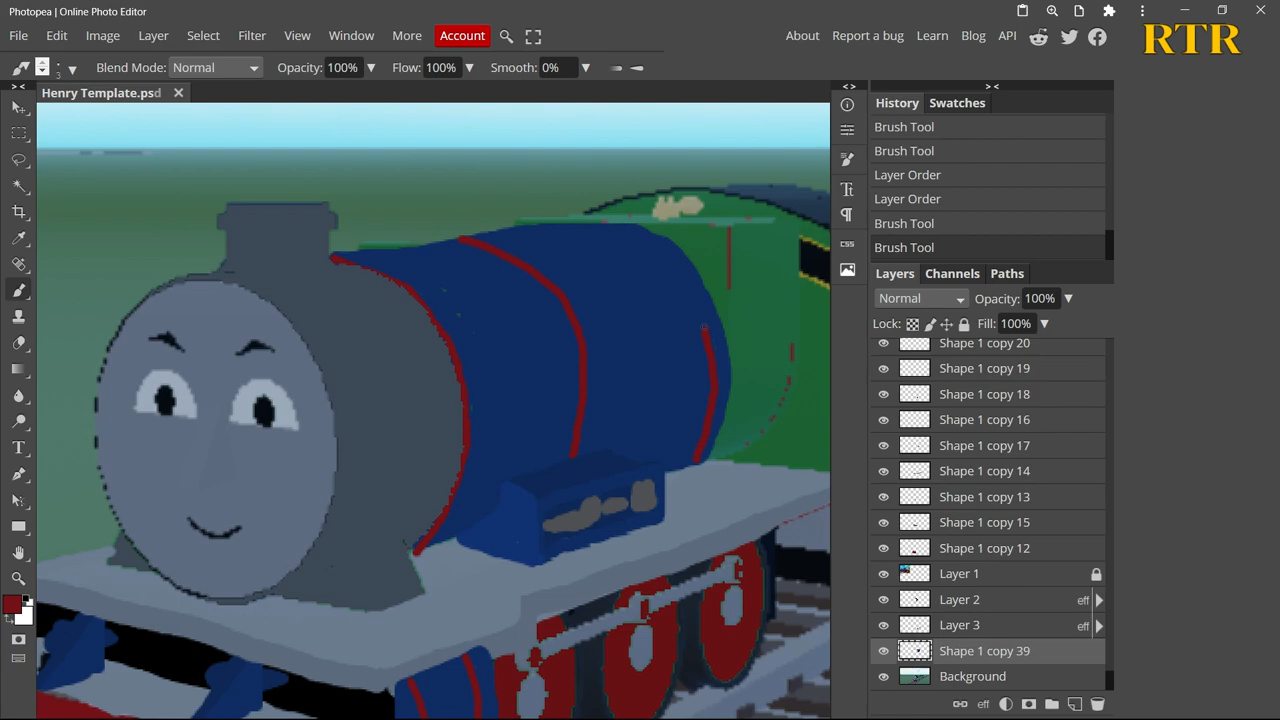 Photopea | Online Photo Editor
RTR
File Edit Image Layer Select Filter View Window More Account About Report a bug Learn Blog API
3 Blend Mode: Normal Opacity: 100% Flow: 100% Smooth: 0%
> < > <
Henry Template.psd
< >
History Swatches
Brush Tool
Brush Tool
Layer Order
Layer Order
Brush Tool
Brush Tool
CSS
Layers Channels Paths
Normal Opacity: 100%
Lock: Fill: 100%
Shape 1 copy 20
Shape 1 copy 19
Shape 1 copy 18
Shape 1 copy 16
Shape 1 copy 17
Shape 1 copy 14
Shape 1 copy 13
Shape 1 copy 15
Shape 1 copy 12
Layer 1
Layer 2 eff
Layer 3 eff
Shape 1 copy 39
Background
eff